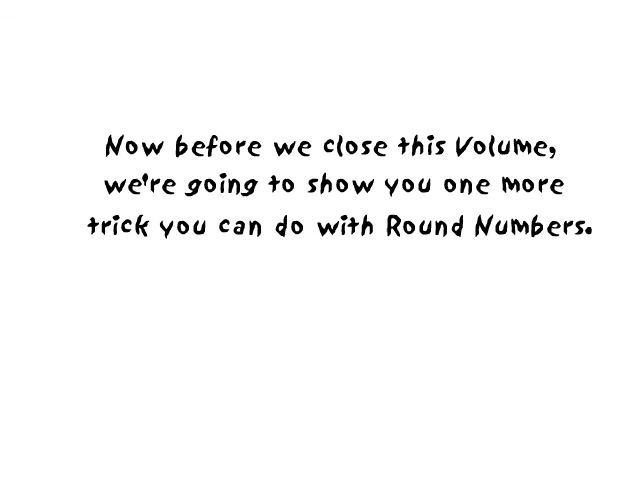 Now before we close this Volume,
we're going to show you one more
trick you can do with Round Numbers.